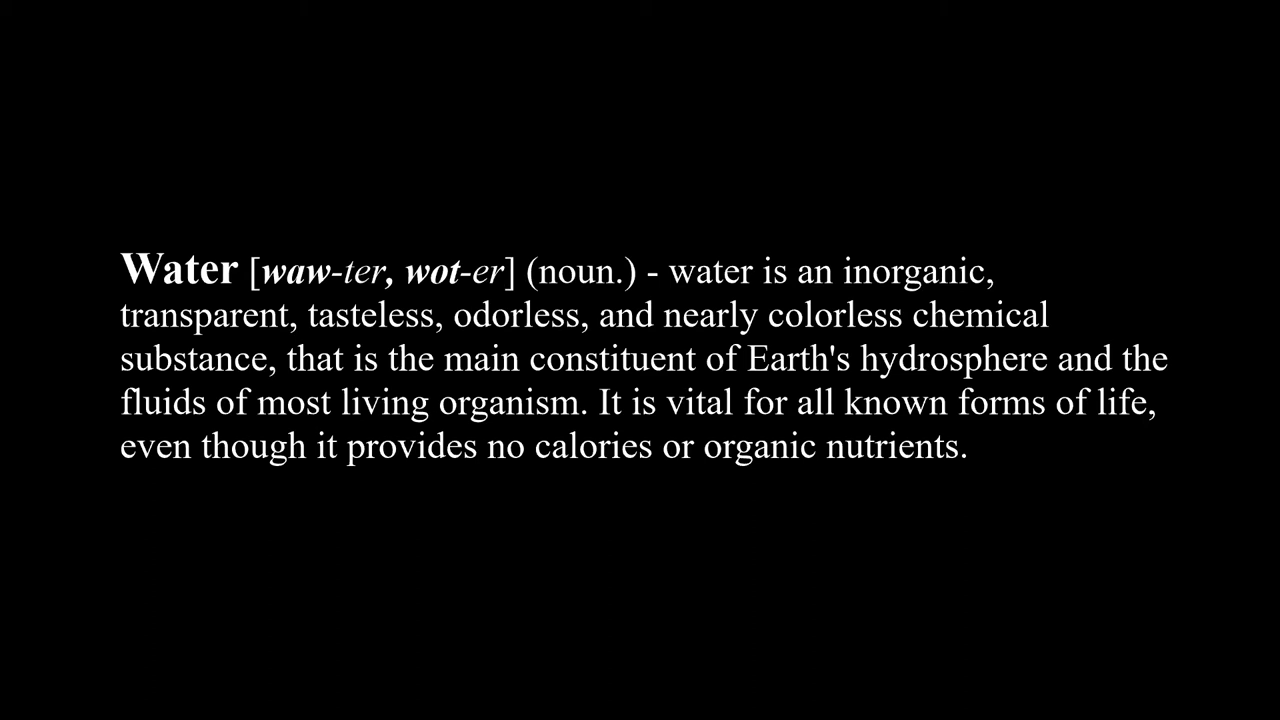 Water [waw-ter, wot-er] (noun.) - water is an inorganic,
transparent, tasteless, odorless, and nearly colorless chemical
substance, that is the main constituent of Earth's hydrosphere and the
fluids of most living organism. It is vital for all known forms of life,
even though it provides no calories or organic nutrients.